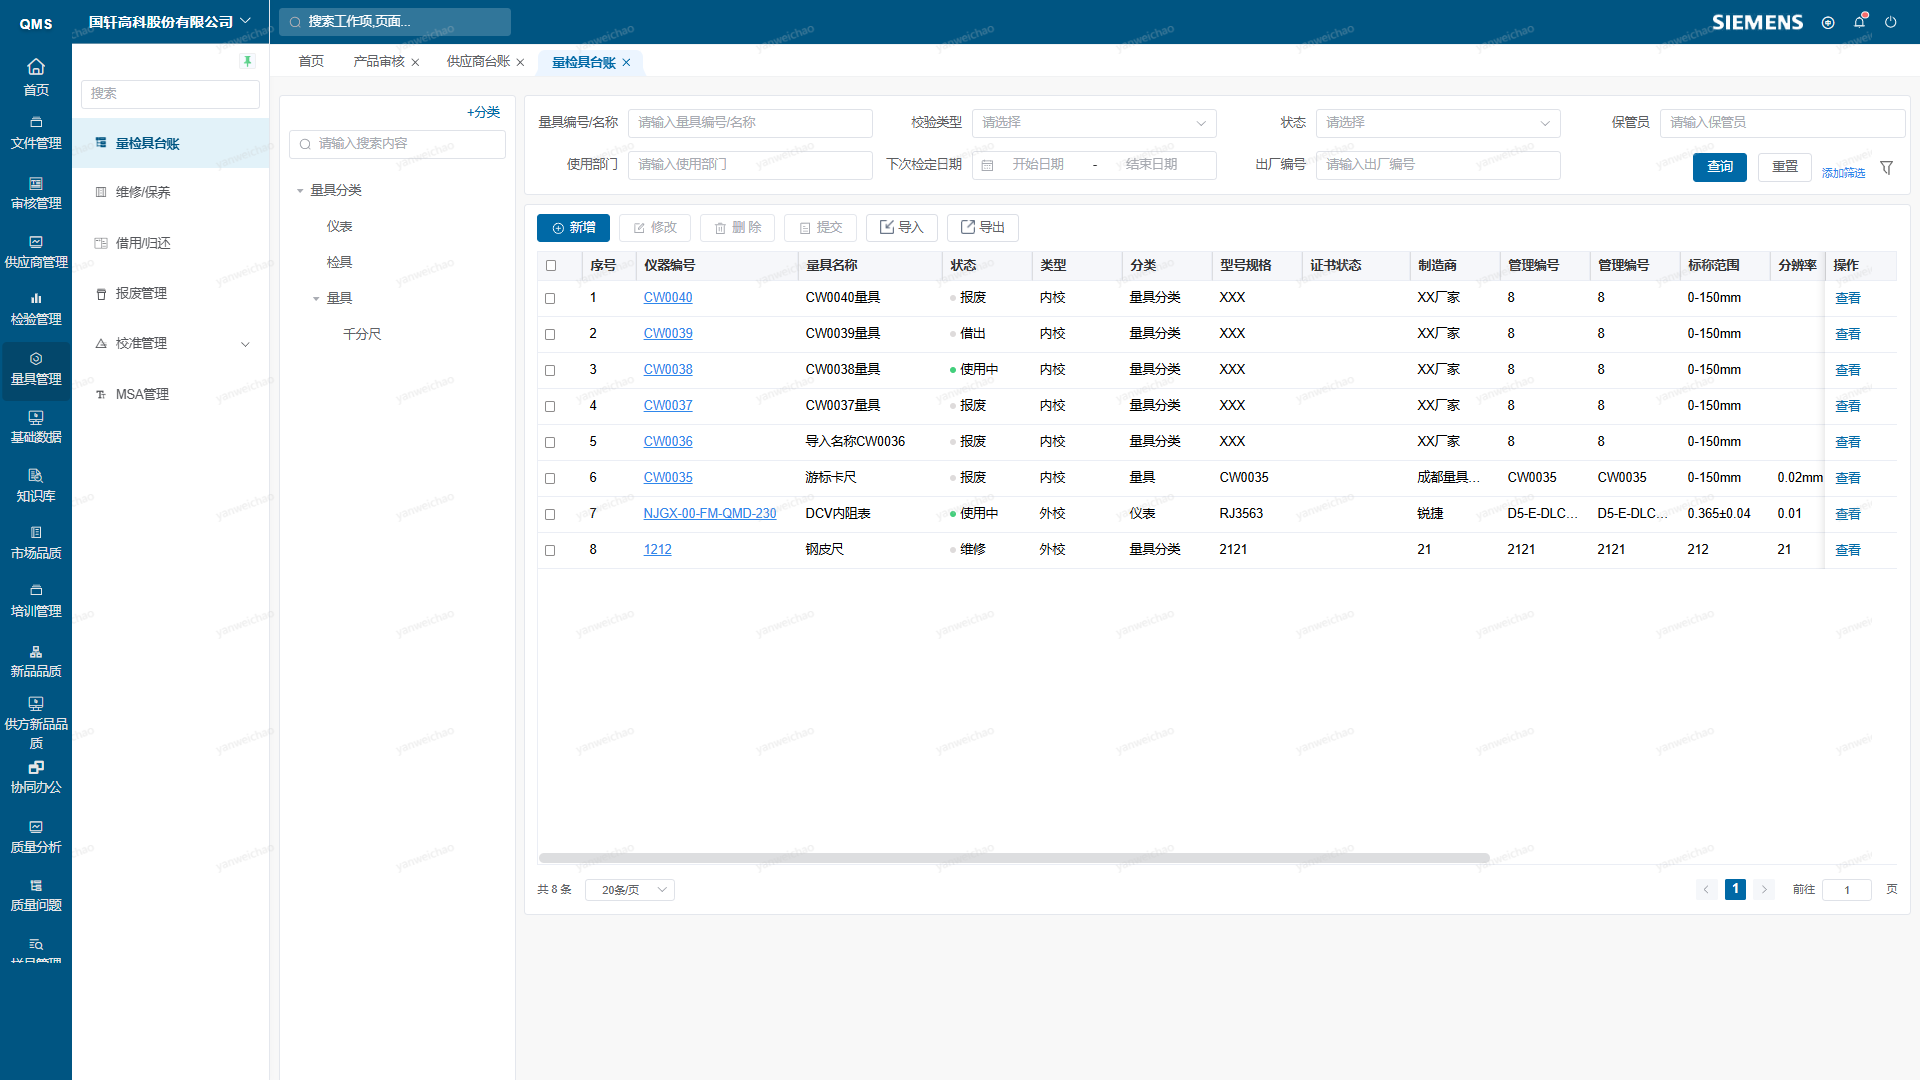 QMS
国轩高科股份有限公司
搜索工作项,页面...
SIEMENS
首页
文件管理
审核管理
供应商管理
检验管理
量具管理
基础数据
知识库
市场品质
培训管理
新品品质
供方新品品
质
协同办公
质量分析
质量问题
搜索
量检具台账
维修/保养
借用/归还
报废管理
校准管理
MSA管理
首页 产品审核 供应商台账 量检具台账
+分类
请输入搜索内容
量具分类
仪表
检具
量具
千分尺
量具编号/名称 请输入量具编号/名称 校验类型 请选择 状态 请选择 保管员 请输入保管员
使用部门 请输入使用部门 下次检定日期 开始日期 - 结束日期 出厂编号 请输入出厂编号 查询 重置 添加筛选
新增 修改 删 除 提交 导入 导出
序号 仪器编号 量具名称 状态 类型 分类 型号规格 证书状态 制造商 管理编号 管理编号 标称范围 分辨率 操作
1 CW0040 CW0040量具 报废 内校 量具分类 XXX XX厂家 8 8 0-150mm 查看
2 CW0039 CW0039量具 借出 内校 量具分类 XXX XX厂家 8 8 0-150mm 查看
3 CW0038 CW0038量具 使用中 内校 量具分类 XXX XX厂家 8 8 0-150mm 查看
4 CW0037 CW0037量具 报废 内校 量具分类 XXX XX厂家 8 8 0-150mm 查看
5 CW0036 导入名称CW0036 报废 内校 量具分类 XXX XX厂家 8 8 0-150mm 查看
6 CW0035 游标卡尺 报废 内校 量具 CW0035 成都量具... CW0035 CW0035 0-150mm 0.02mm 查看
7 NJGX-00-FM-QMD-230 DCV内阻表 使用中 外校 仪表 RJ3563 锐捷 D5-E-DLC... D5-E-DLC... 0.365±0.04 0.01 查看
8 1212 钢皮尺 维修 外校 量具分类 2121 21 2121 2121 212 21 查看
共 8 条 20条/页 1 前往 1 页
yanweichao